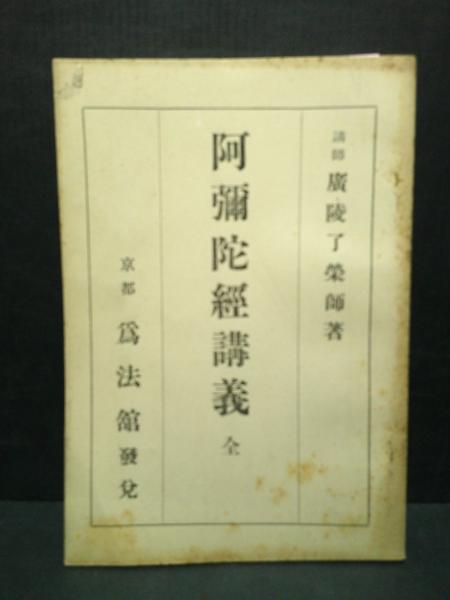 講師 廣陵了榮師著
阿彌陀經講義 全
京都 爲法館發兌